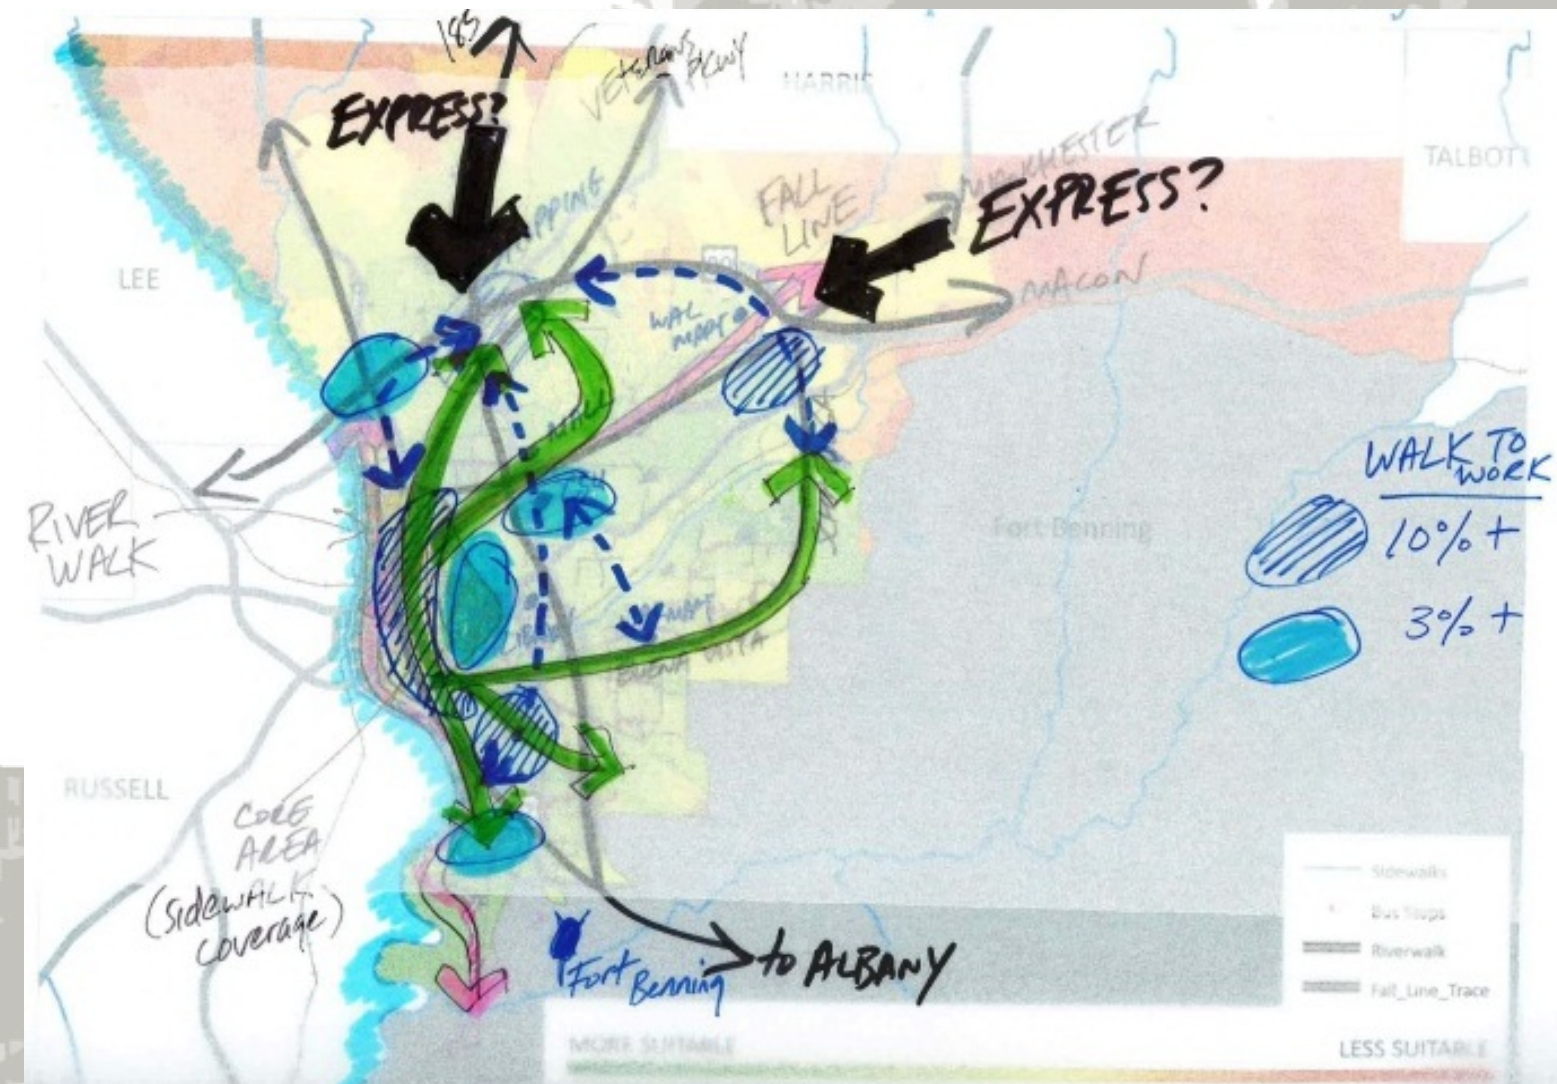 185
VETERANS
PKWY
HARRIS
EXPRESS?
MANCHESTER
TALBOT
FALL
LINE
EXPRESS?
LEE
MACON
WAL
MART
WALK TO
WORK
10% +
3% +
RIVER
WALK
Fort Benning
BUENA VISTA
RUSSELL
CORE
AREA
(SIDEWALK
COVERAGE)
to ALBANY
Fort
Benning
Sidewalks
Bus Stops
Riverwalk
Fall_Line_Trace
MORE SUITABLE
LESS SUITABLE